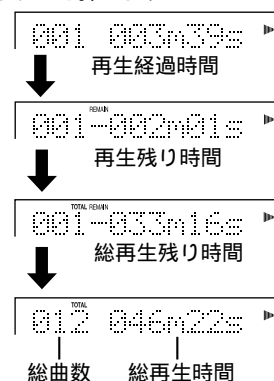 001 003m39s
再生経過時間
REMAIN
001-002m01s
再生残り時間
TOTAL REMAIN
001-033m16s
総再生残り時間
TOTAL
012 046m22s
総曲数 総再生時間